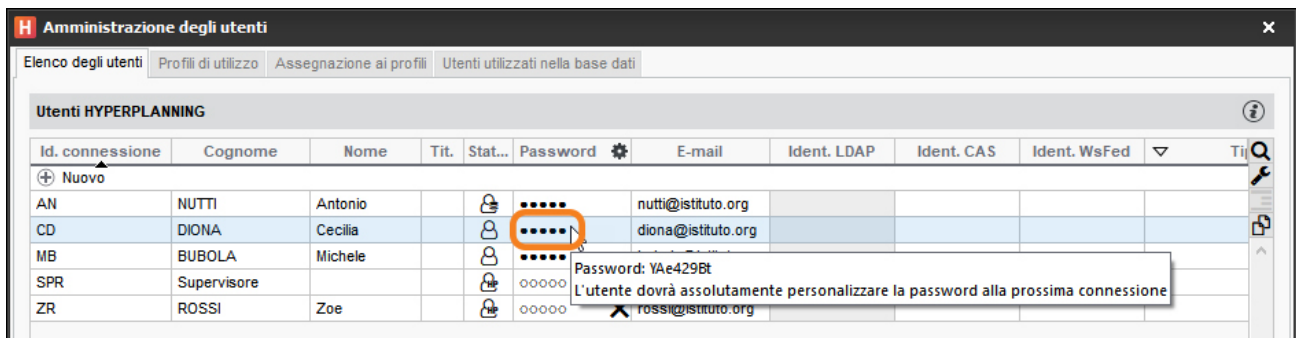 H Amministrazione degli utenti
Elenco degli utenti Profili di utilizzo Assegnazione ai profili Utenti utilizzati nella base dati
Utenti HYPERPLANNING
Id. connessione Cognome Nome Tit. Stat... Password E-mail Ident. LDAP Ident. CAS Ident. WsFed
Nuovo
AN NUTTI Antonio ●●●●● nutti@istituto.org
CD DIONA Cecilia ●●●●● diona@istituto.org
MB BUBOLA Michele ●●●●●
Password: YAe429Bt
SPR Supervisore ooooo
L'utente dovrà assolutamente personalizzare la password alla prossima connessione
ZR ROSSI Zoe ooooo rossi@istituto.org